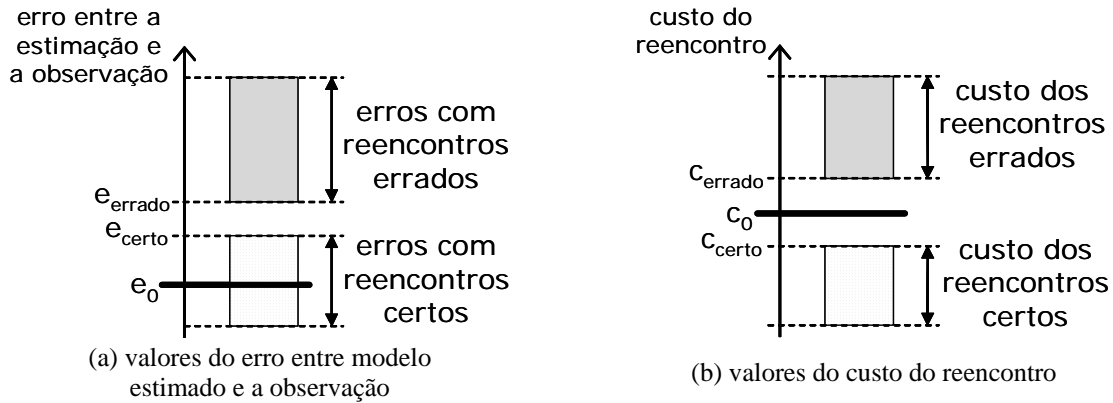 erro entre a
estimação e
a observação
erros com
reencontros
errados
e_errado
e_certo
e_0
erros com
reencontros
certos
(a) valores do erro entre modelo
estimado e a observação
custo do
reencontro
custo dos
reencontros
errados
c_errado
c_0
c_certo
custo dos
reencontros
certos
(b) valores do custo do reencontro